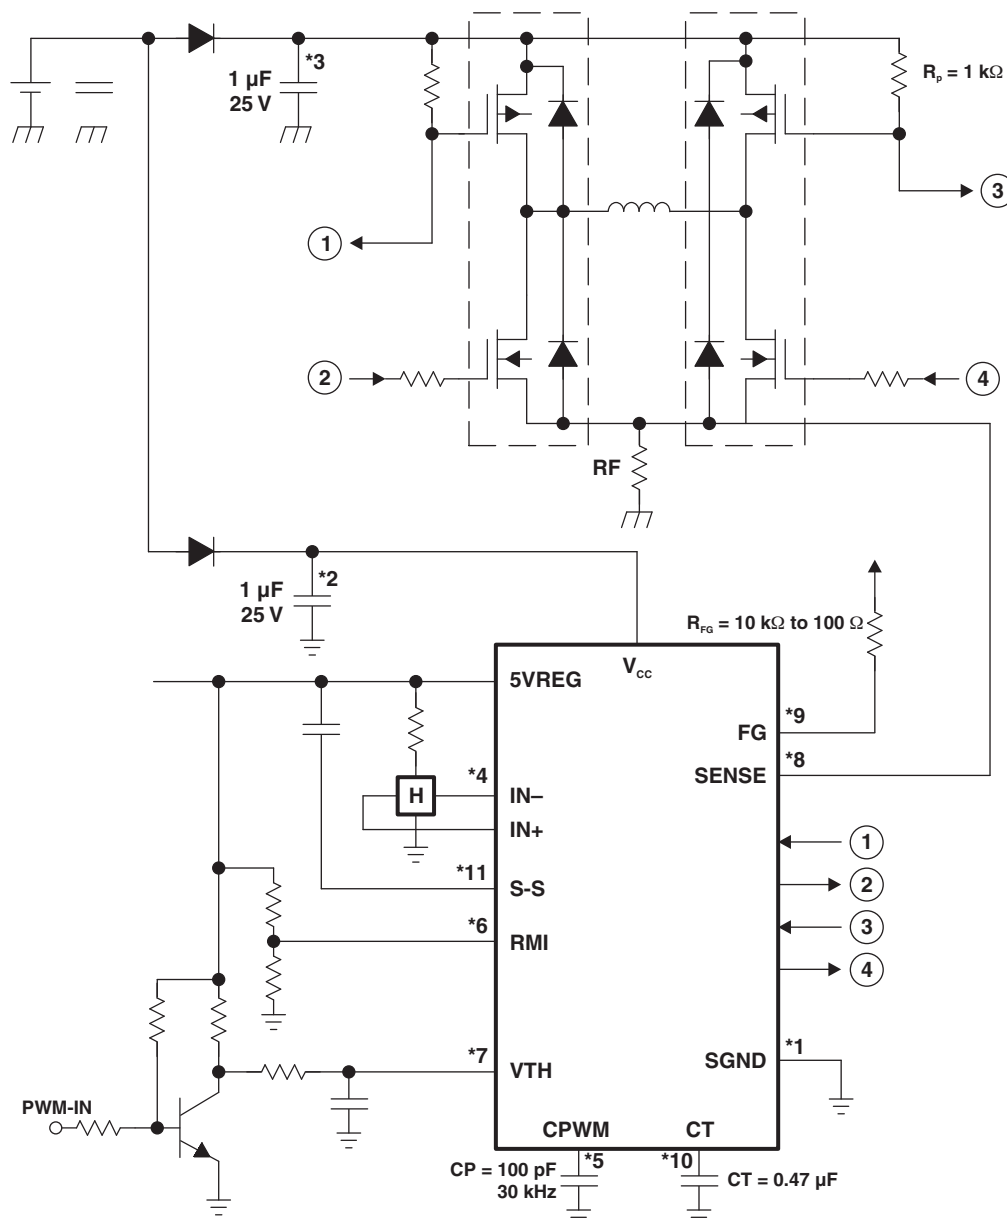 *3
1 µF
25 V
R_P = 1 kΩ
3
1
2
4
RF
*2
1 µF
25 V
R_FG = 10 kΩ to 100 Ω
V_CC
5VREG
*9
FG
*8
SENSE
*4
H
IN–
IN+
1
*11
S-S
2
*6
RMI
3
4
*7
VTH
*1
SGND
PWM-IN
CPWM
CT
CP = 100 pF
30 kHz
*5
*10
CT = 0.47 µF